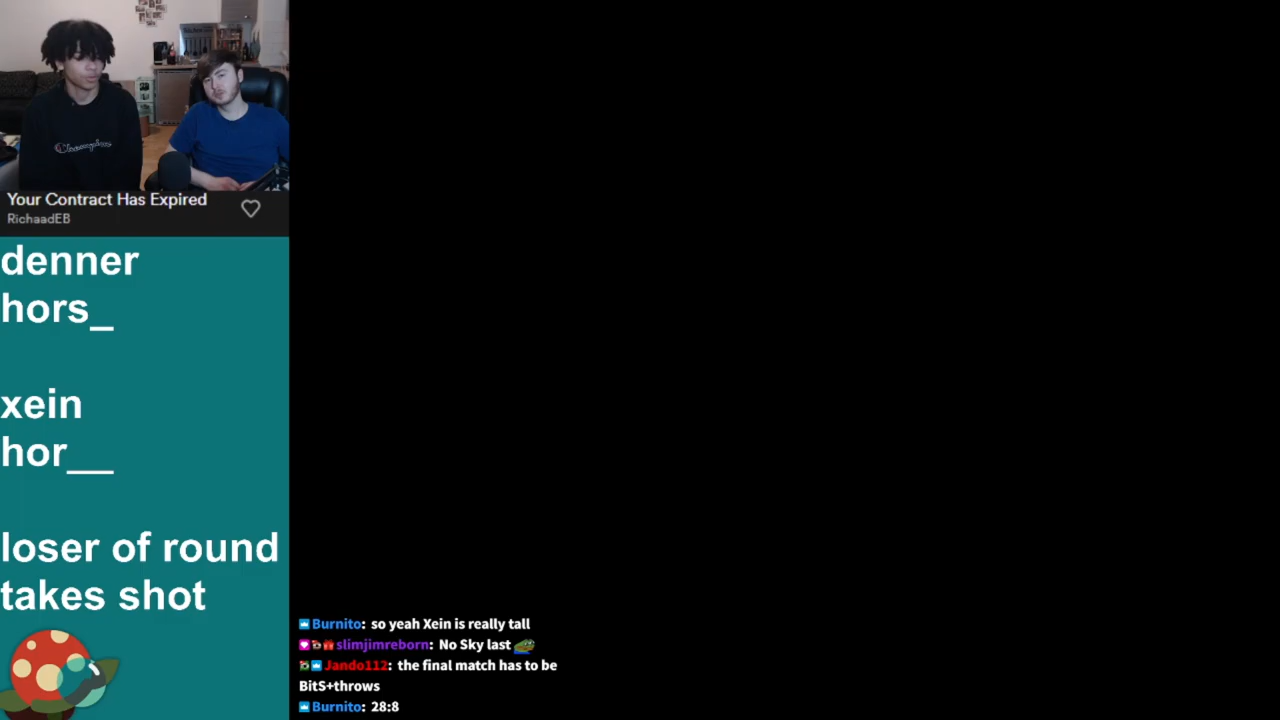 Champion
Your Contract Has Expired
RichaadEB
denner
hors_
xein
hor__
loser of round
takes shot
Burnito: so yeah Xein is really tall
slimjimreborn: No Sky last
Jando112: the final match has to be
BitS+throws
Burnito: 28:8